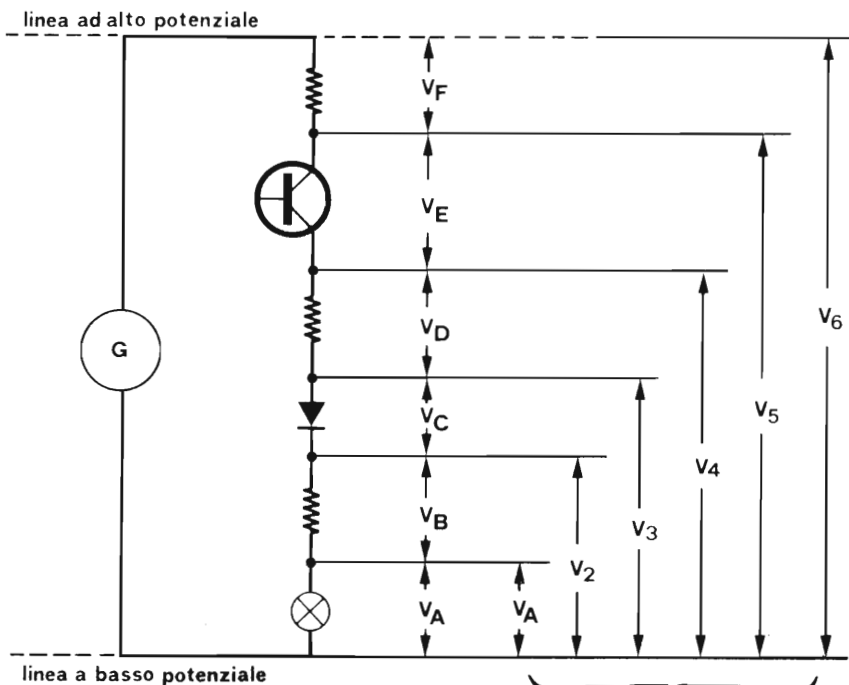 linea ad alto potenziale
VF
VE
G
VD
V6
VC
V5
V4
VB
V3
V2
VA
VA
linea a basso potenziale